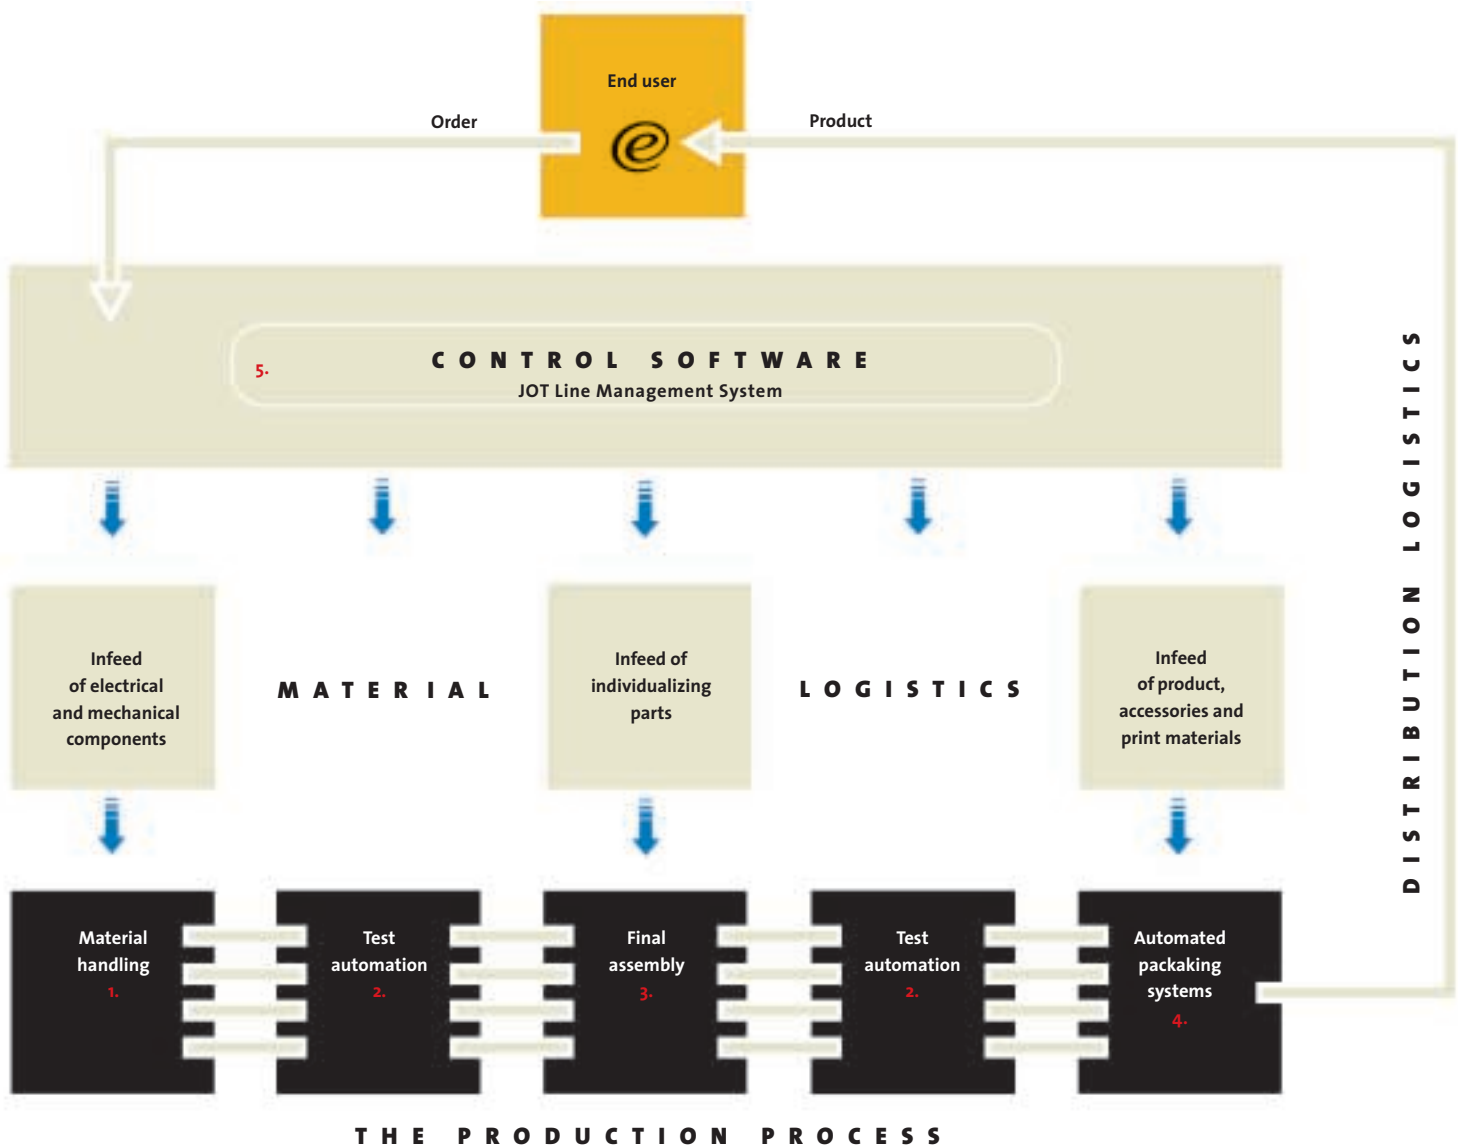 End user
Order
Product
e
5.
CONTROL SOFTWARE
JOT Line Management System
DISTRIBUTION LOGISTICS
Infeed
of electrical
and mechanical
components
MATERIAL
Infeed of
individualizing
parts
LOGISTICS
Infeed
of product,
accessories and
print materials
Material
handling
1.
Test
automation
2.
Final
assembly
3.
Test
automation
2.
Automated
packaking
systems
4.
THE PRODUCTION PROCESS